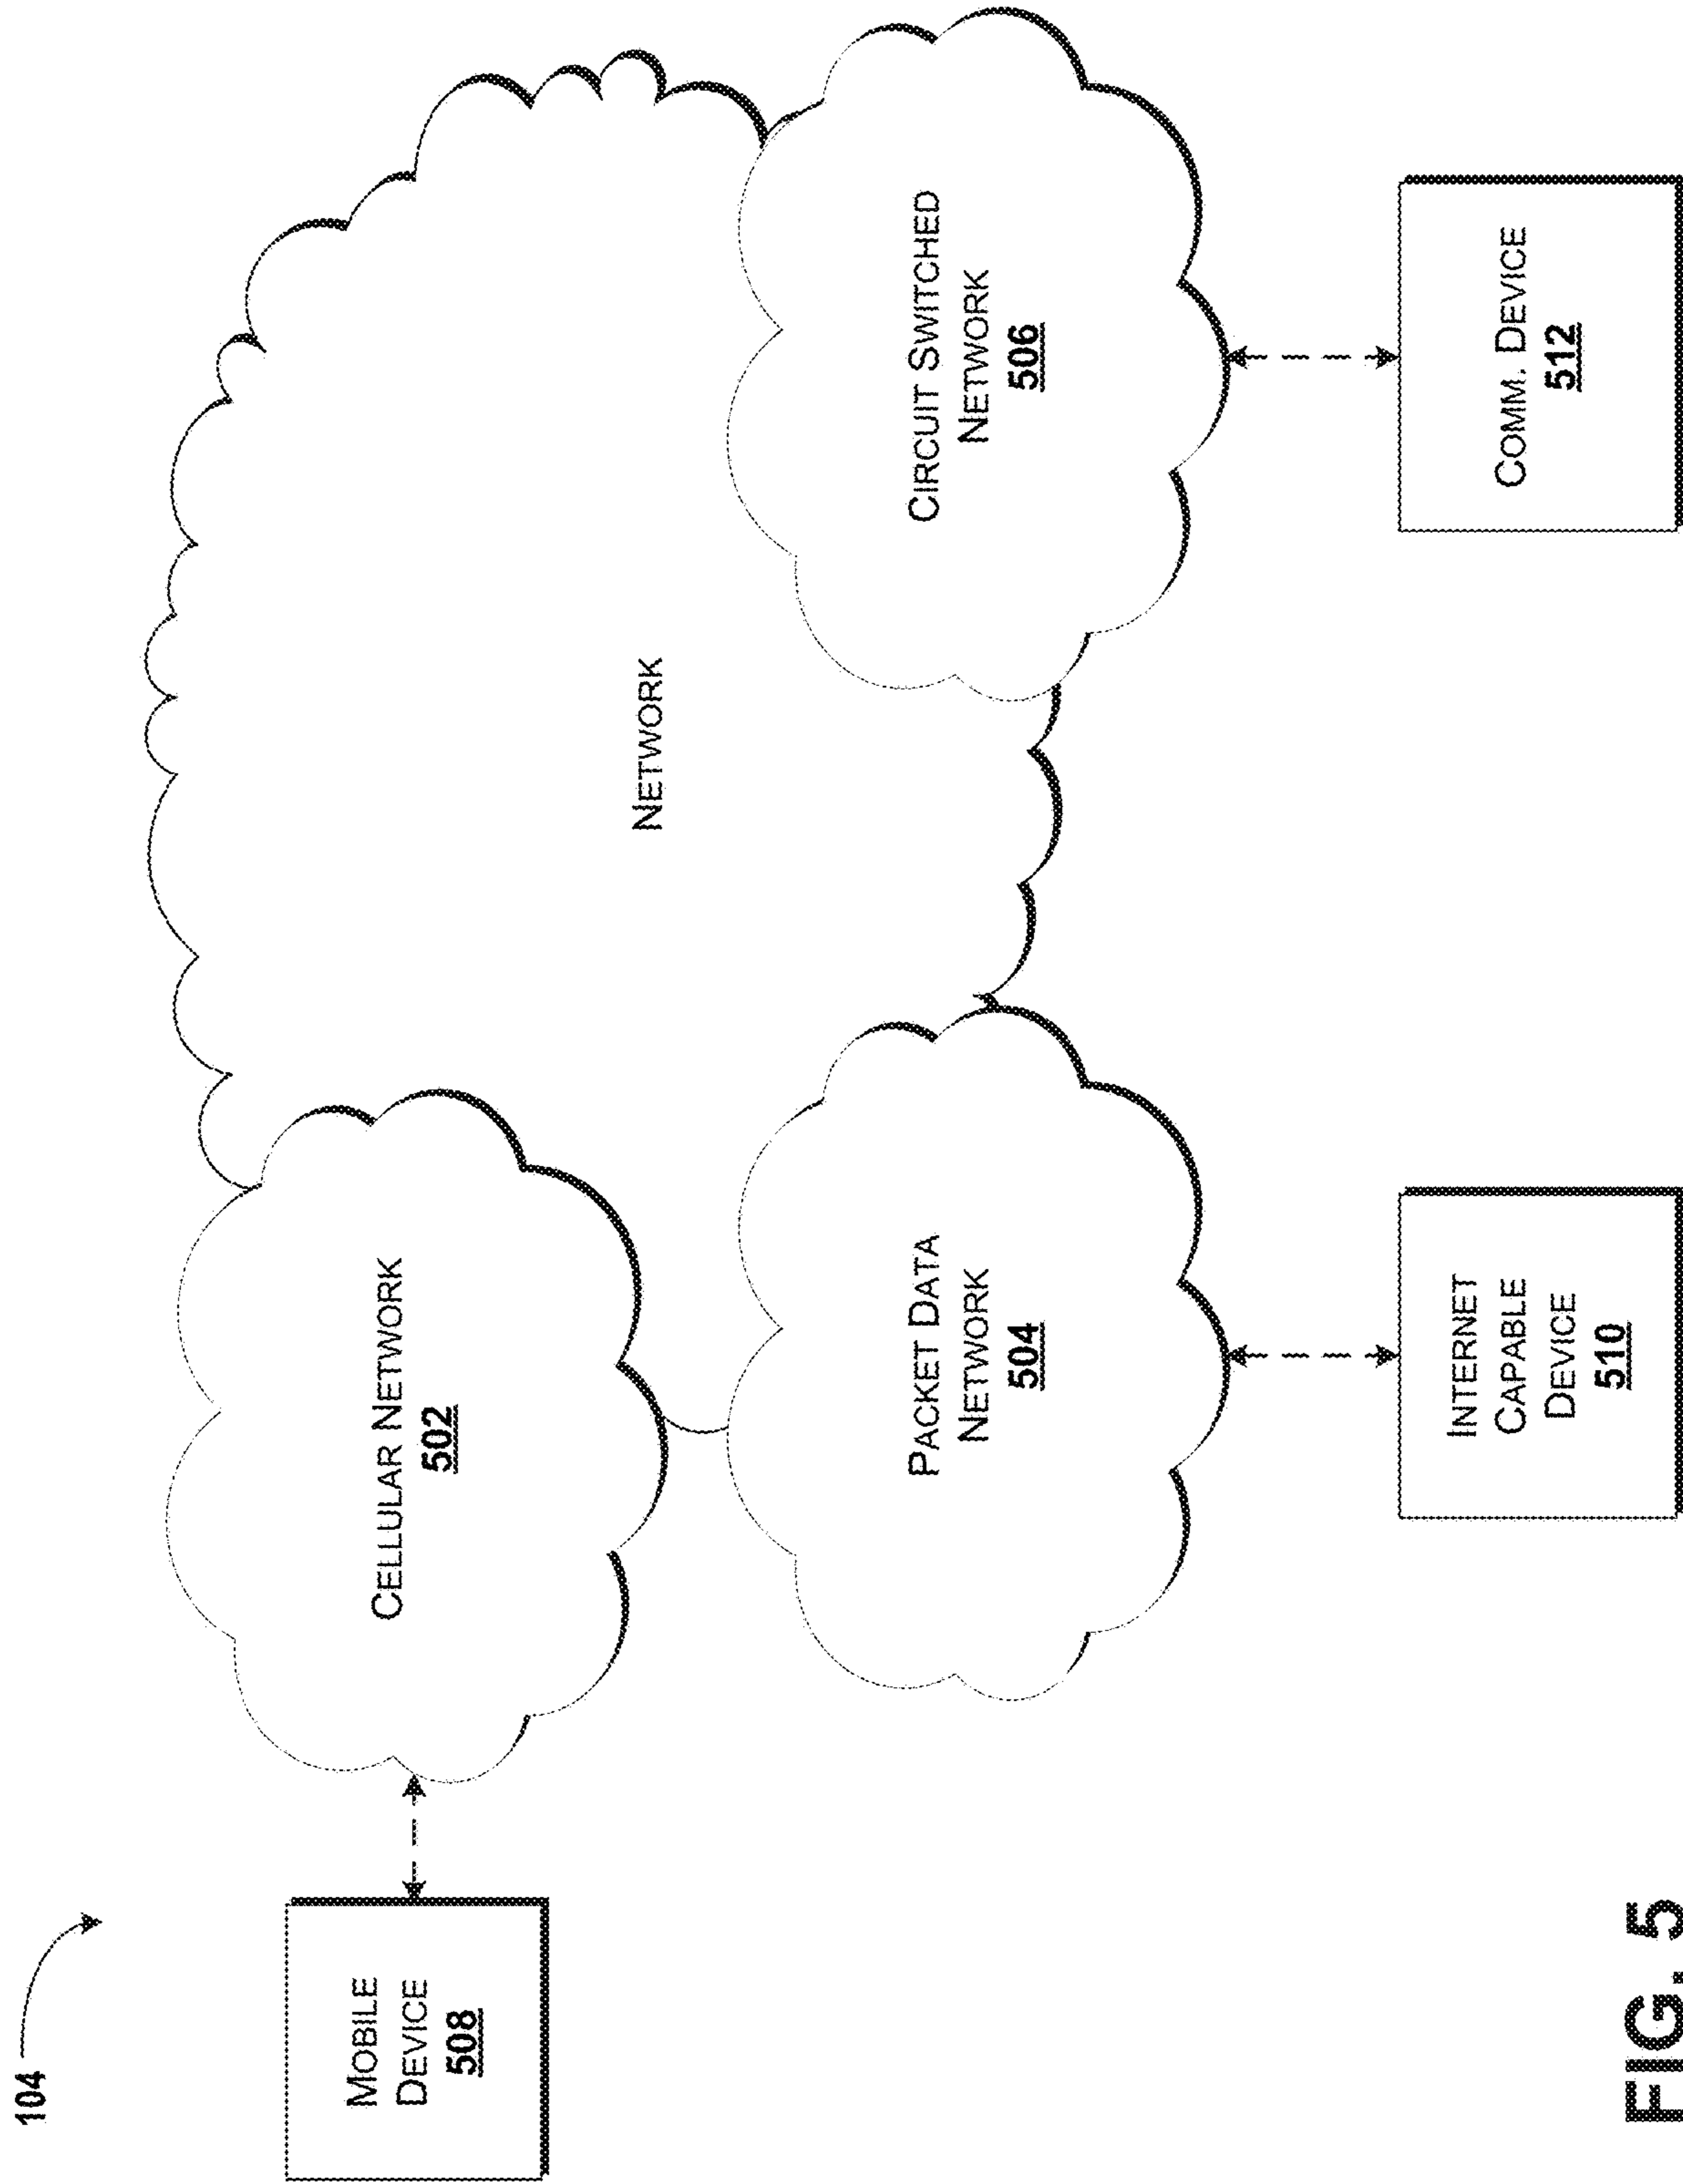 104
MOBILE
DEVICE
508
CELLULAR NETWORK
502
NETWORK
PACKET DATA
NETWORK
504
CIRCUIT SWITCHED
NETWORK
506
INTERNET
CAPABLE
DEVICE
510
COMM. DEVICE
512
FIG. 5